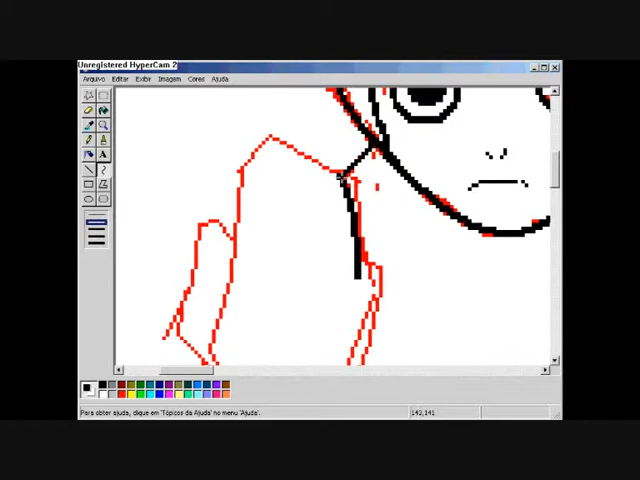 Unregistered HyperCam 2
Arquivo Editar Exibir Imagem Cores Ajuda
A
Para obter ajuda, clique em 'Tópicos da Ajuda' no menu 'Ajuda'. 143,141